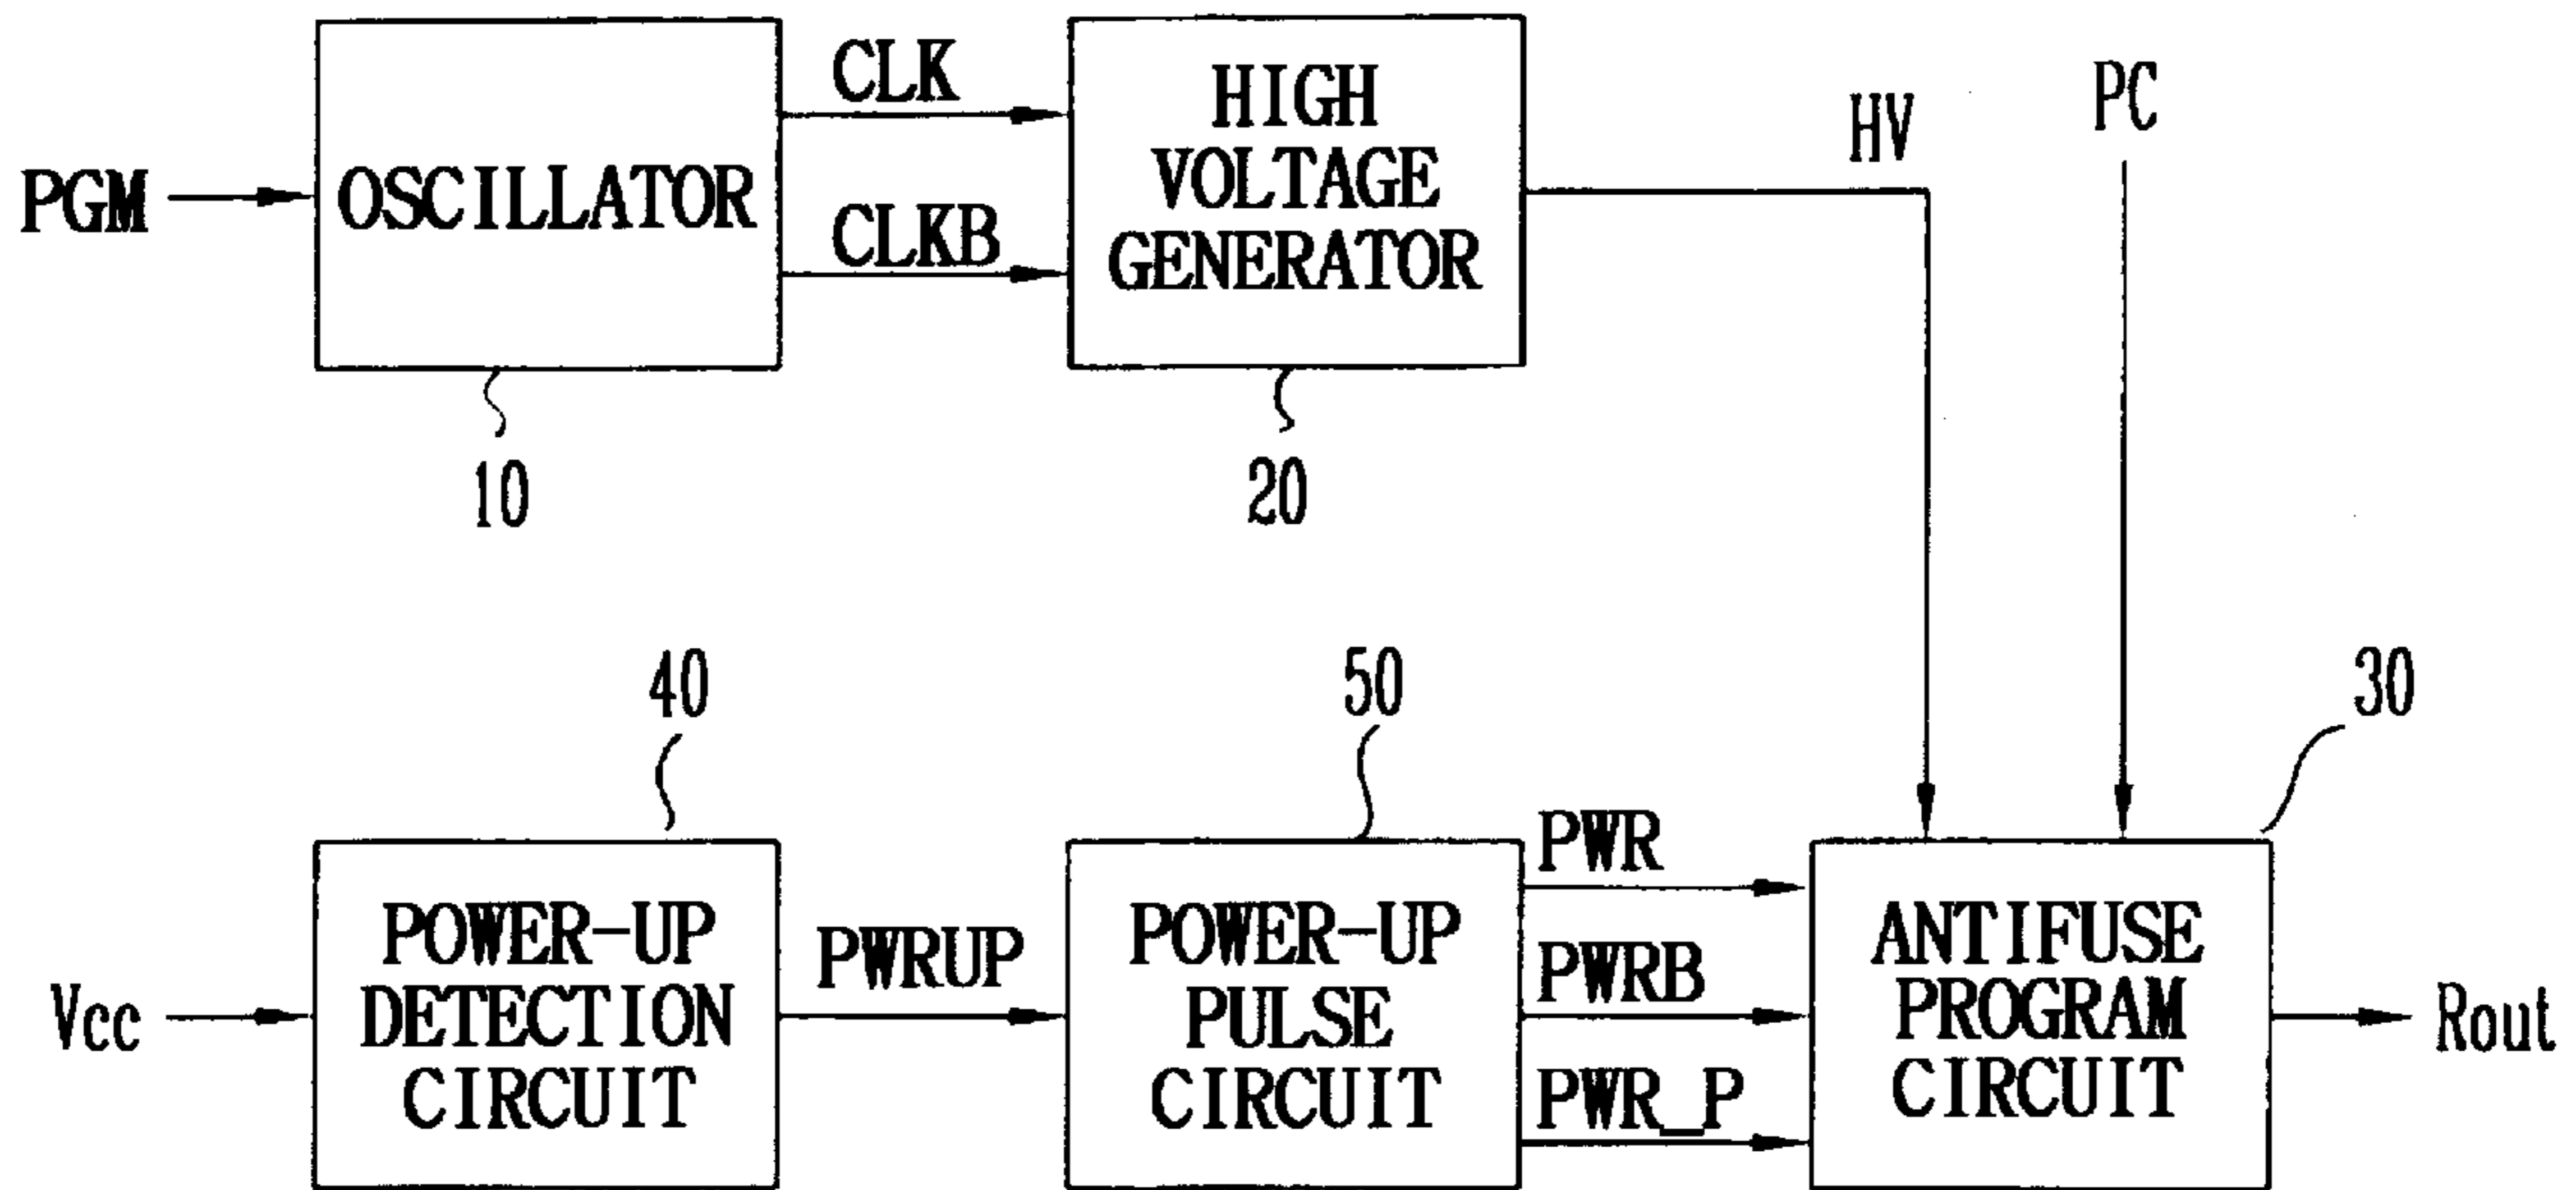 PGM
OSCILLATOR
10
CLK
CLKB
HIGH
VOLTAGE
GENERATOR
20
HV
PC
Vcc
POWER-UP
DETECTION
CIRCUIT
40
PWRUP
POWER-UP
PULSE
CIRCUIT
50
PWR
PWRB
PWR_P
ANTIFUSE
PROGRAM
CIRCUIT
30
Rout